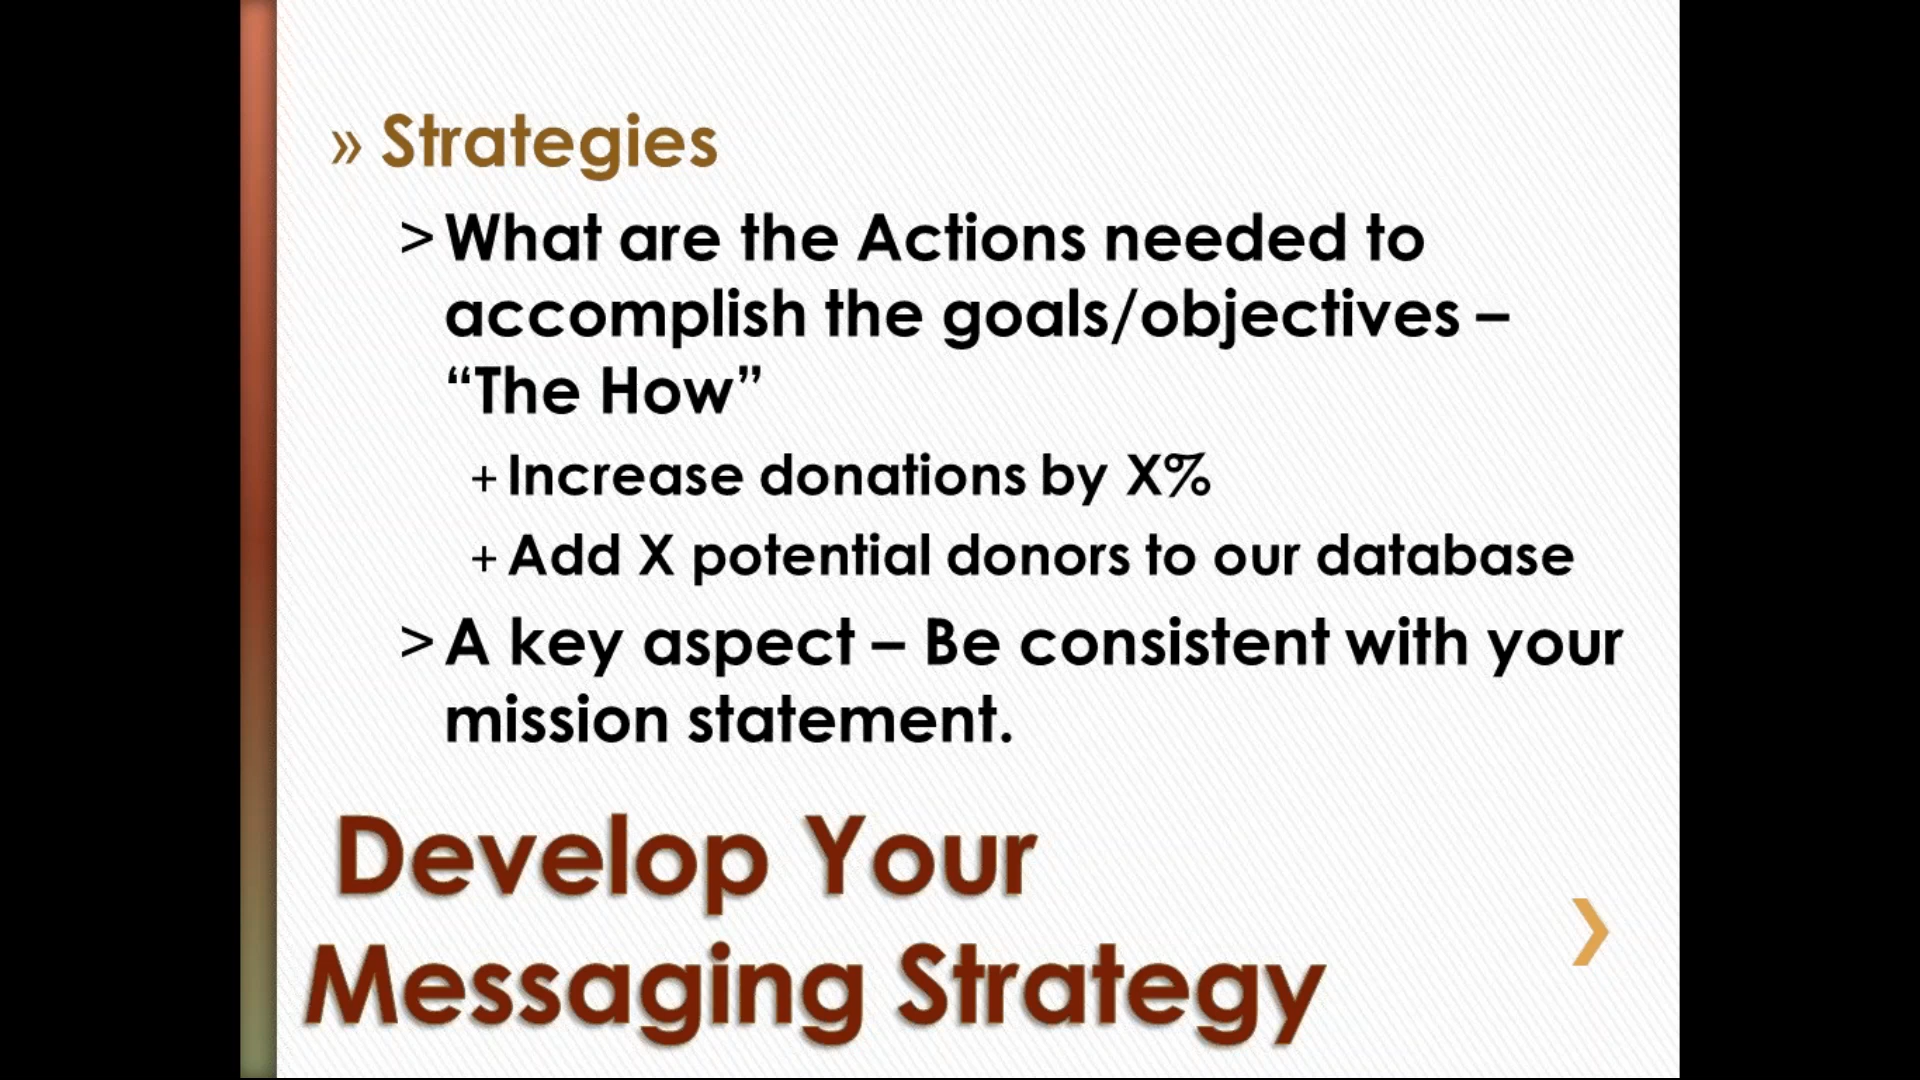 » Strategies
> What are the Actions needed to
accomplish the goals/objectives –
“The How”
+ Increase donations by X%
+ Add X potential donors to our database
> A key aspect – Be consistent with your
mission statement.
Develop Your
Messaging Strategy